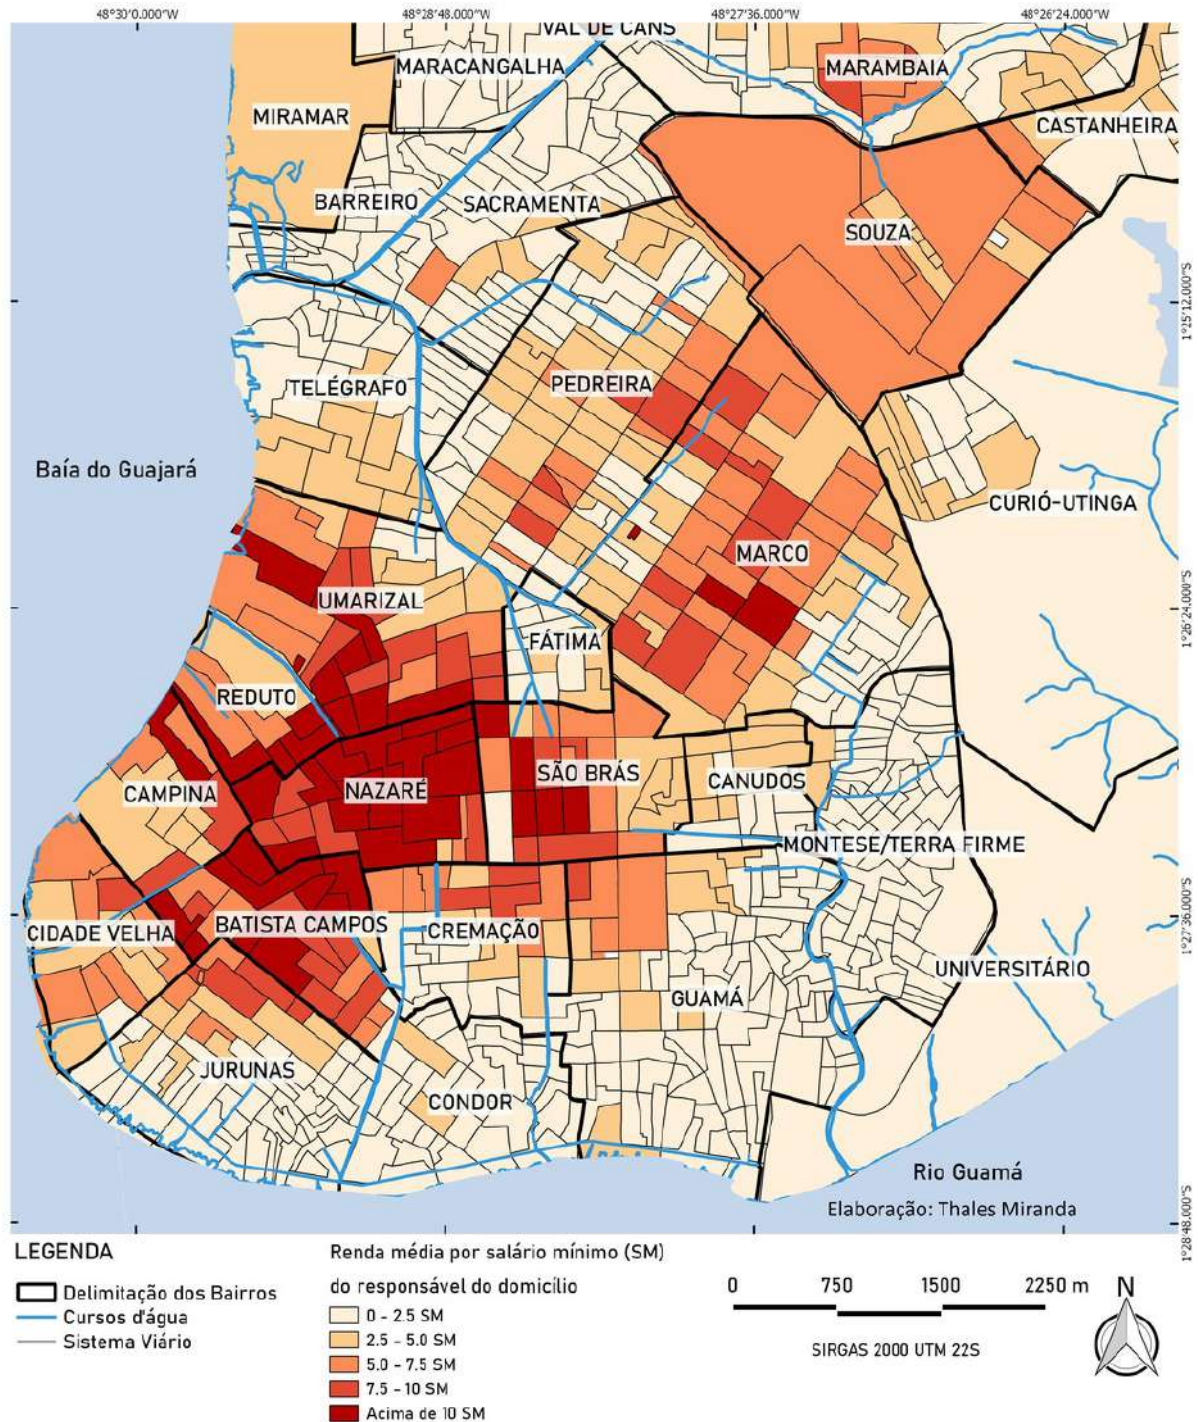 48°30'0.000"W 48°28'48.000"W 48°27'36.000"W 48°26'24.000"W
VAL DE CANS
MARACANGALHA
MARAMBAIA
MIRAMAR
CASTANHEIRA
BARREIRO
SACRAMENTA
SOUZA
1°25'12.000"S
TELÉGRAFO
PEDREIRA
Baía do Guajará
CURIÓ-UTINGA
MARCO
UMARIZAL
1°26'24.000"S
FÁTIMA
REDUTO
SÃO BRÁS
CANUDOS
NAZARÉ
CAMPINA
MONTESE/TERRA FIRME
1°27'36.000"S
BATISTA CAMPOS
CREMAÇÃO
CIDADE VELHA
UNIVERSITÁRIO
GUAMÁ
JURUNAS
CONDOR
Rio Guamá
Elaboração: Thales Miranda
1°28'48.000"S
LEGENDA
Delimitação dos Bairros
Cursos d'água
Sistema Viário
Renda média por salário mínimo (SM)
do responsável do domicílio
0 - 2.5 SM
2.5 - 5.0 SM
5.0 - 7.5 SM
7.5 - 10 SM
Acima de 10 SM
0 750 1500 2250 m
SIRGAS 2000 UTM 22S
N